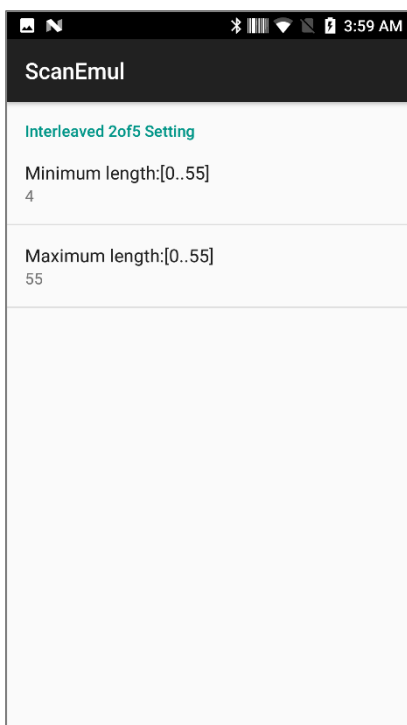 3:59 AM
ScanEmul
Interleaved 2of5 Setting
Minimum length:[0..55]
4
Maximum length:[0..55]
55